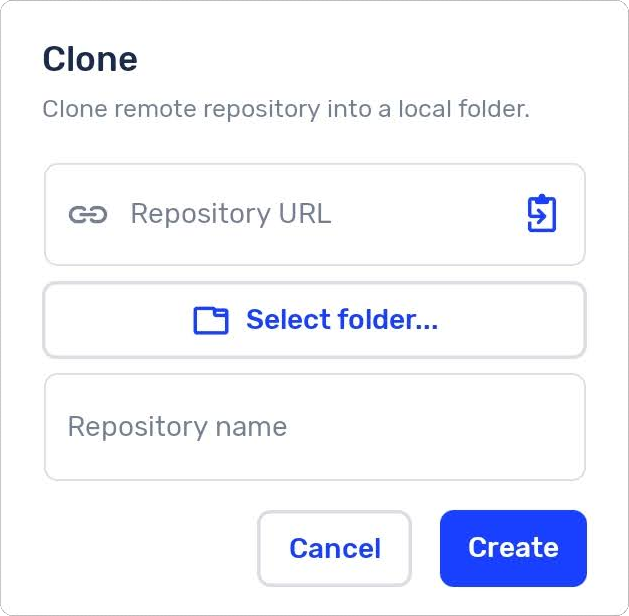 Clone
Clone remote repository into a local folder.
Repository URL
Select folder...
Repository name
Cancel
Create